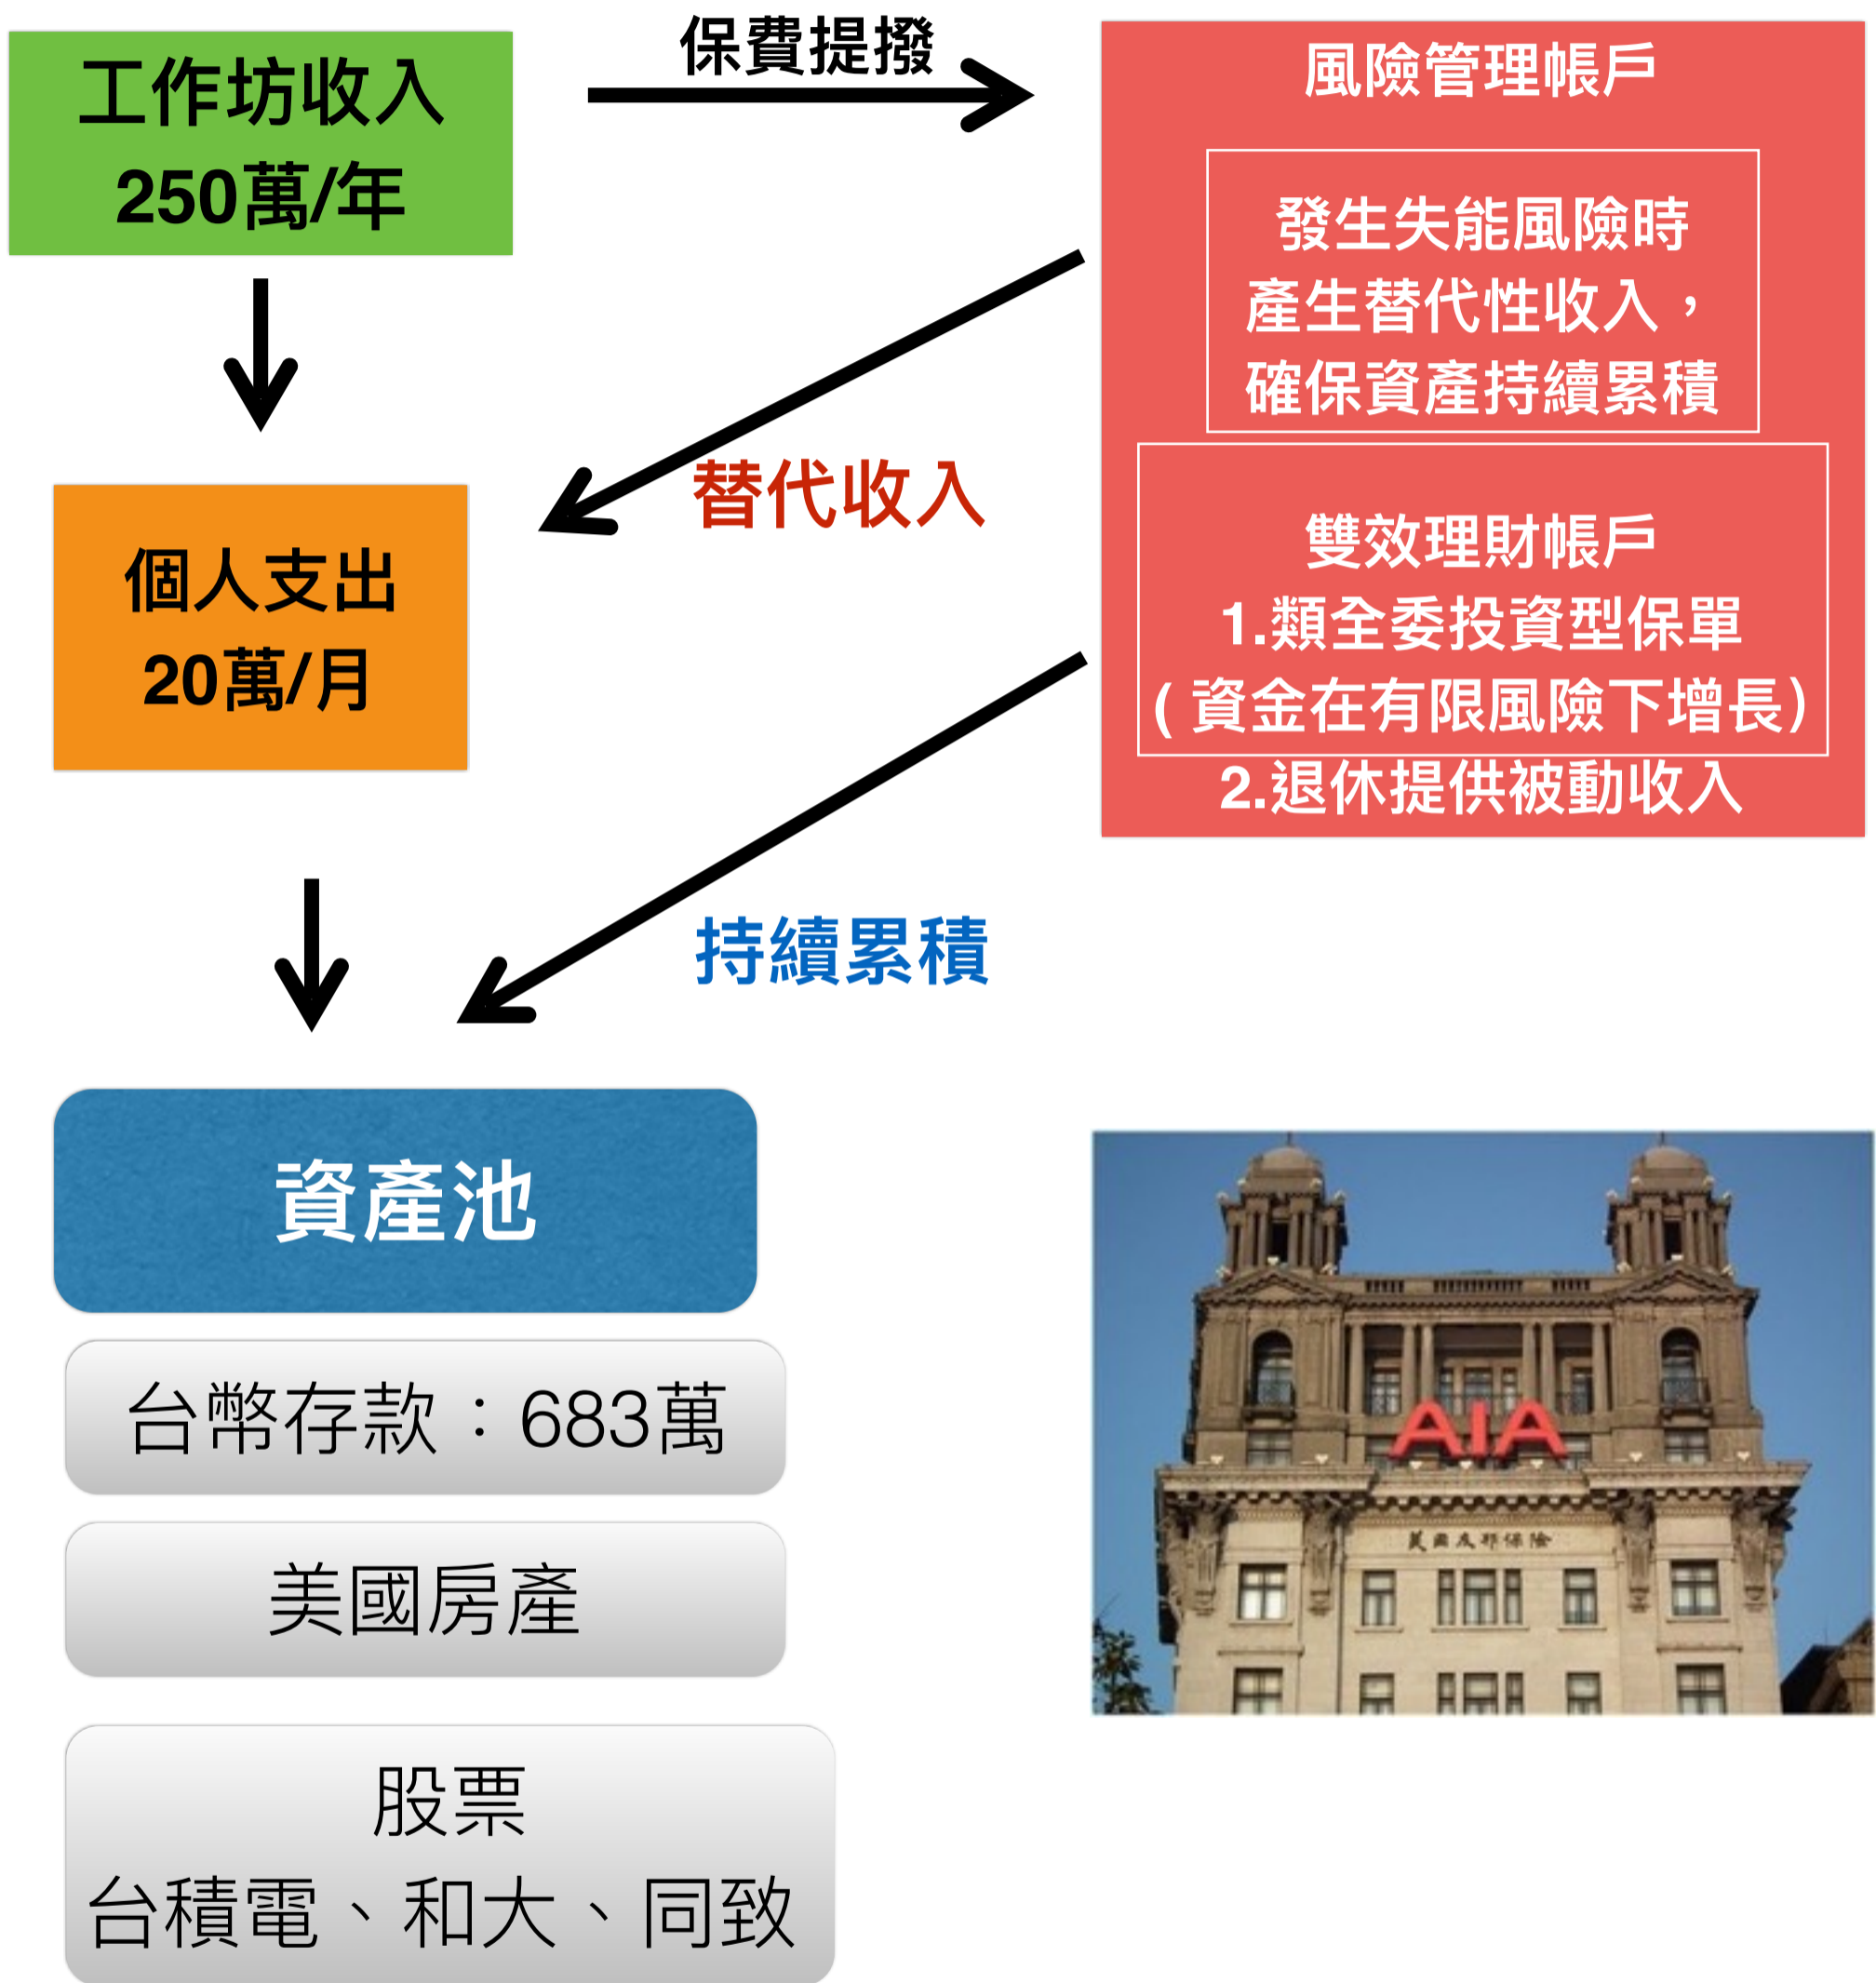 工作坊收入
250萬/年
保費提撥
風險管理帳戶
發生失能風險時
產生替代性收入，
確保資產持續累積
替代收入
雙效理財帳戶
1.類全委投資型保單
(資金在有限風險下增長)
2.退休提供被動收入
個人支出
20萬/月
持續累積
資產池
台幣存款：683萬
美國房產
股票
台積電、和大、同致
AIA
美國友邦保險